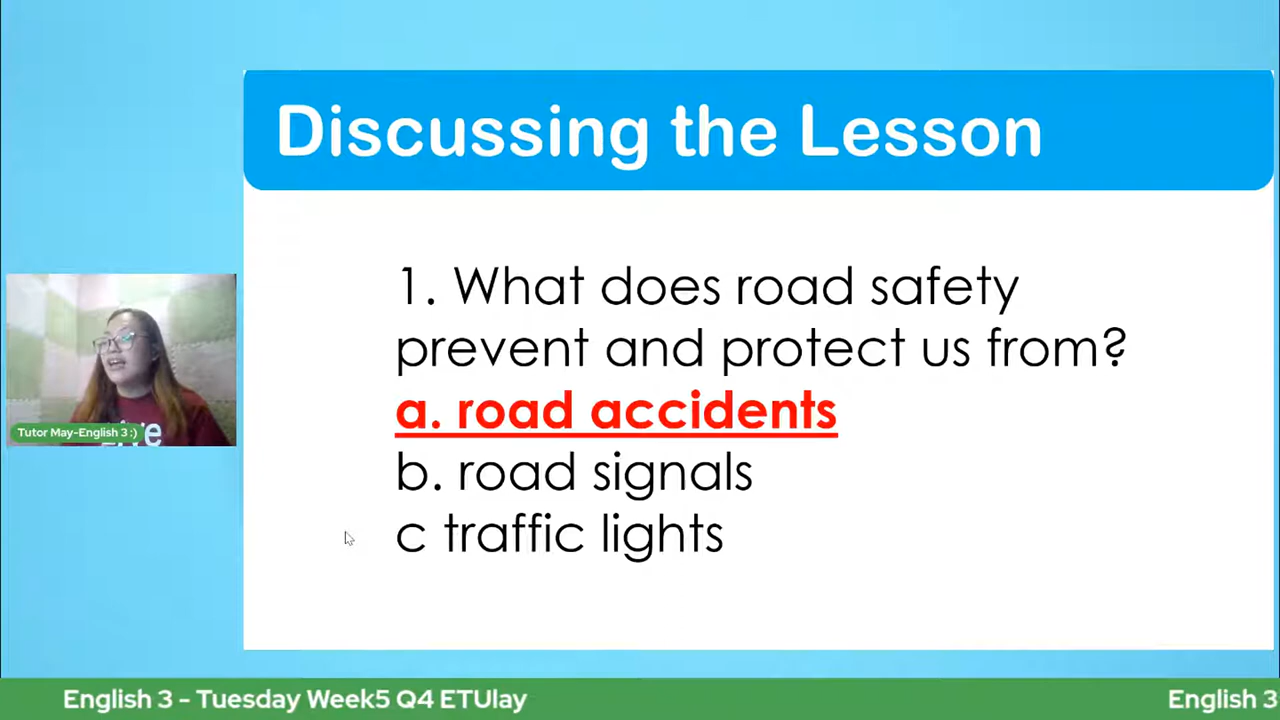 Discussing the Lesson
1. What does road safety
prevent and protect us from?
a. road accidents
b. road signals
c traffic lights
Tutor May-English 3 :)
English 3 - Tuesday Week5 Q4 ETUlay
English 3